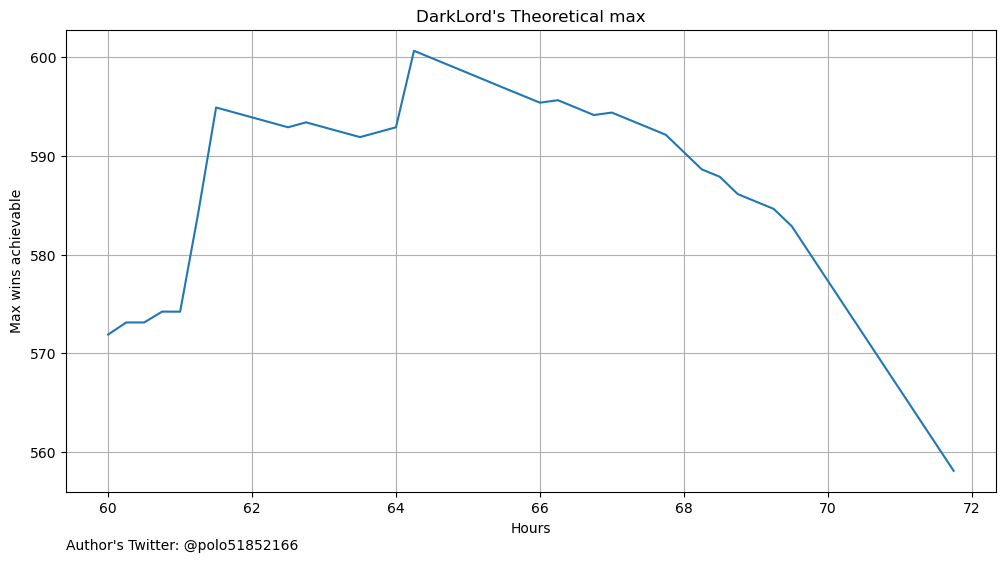 DarkLord's Theoretical max
Max wins achievable
600
590
580
570
560
60 62 64 66 68 70 72
Hours
Author's Twitter: @polo51852166